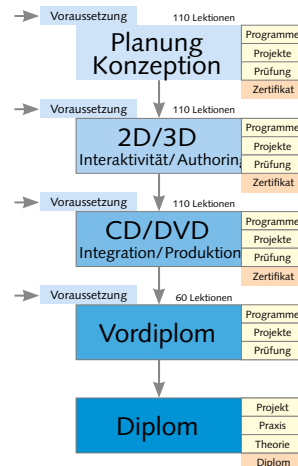 Voraussetzung
110 Lektionen
Planung
Konzeption
Programme
Projekte
Prüfung
Zertifikat
Voraussetzung
110 Lektionen
2D/3D
Interaktivität/Authoring
Programme
Projekte
Prüfung
Zertifikat
Voraussetzung
110 Lektionen
CD/DVD
Integration/Produktion
Programme
Projekte
Prüfung
Zertifikat
Voraussetzung
60 Lektionen
Vordiplom
Programme
Projekte
Prüfung
Diplom
Projekt
Praxis
Theorie
Diplom